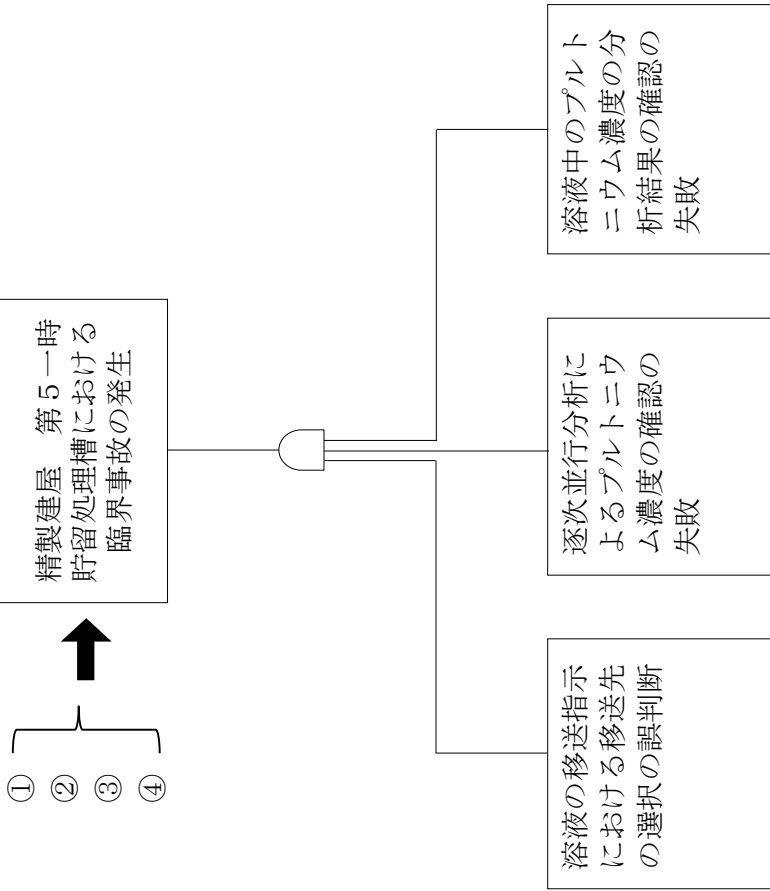 ①
②
③
④
精製建屋 第5一時
貯留処理槽における
臨界事故の発生
溶液の移送指示
における移送先
の選択の誤判断
逐次並行分析に
よるプルトニウ
ム濃度の確認の
失敗
溶液中のプルト
ニウム濃度の分
析結果の確認の
失敗